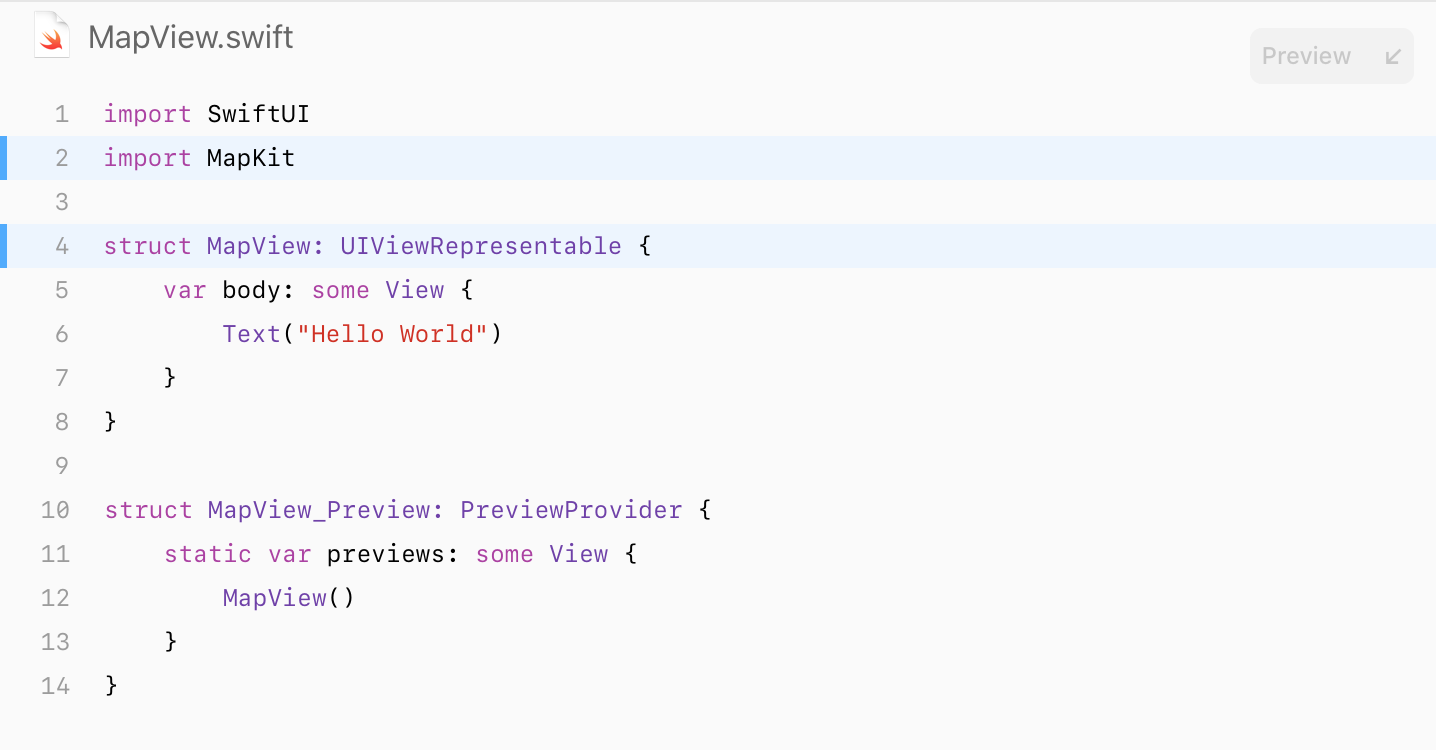 MapView.swift
Preview
1 import SwiftUI
2 import MapKit
3
4 struct MapView: UIViewRepresentable {
5     var body: some View {
6         Text("Hello World")
7     }
8 }
9
10 struct MapView_Preview: PreviewProvider {
11     static var previews: some View {
12         MapView()
13     }
14 }